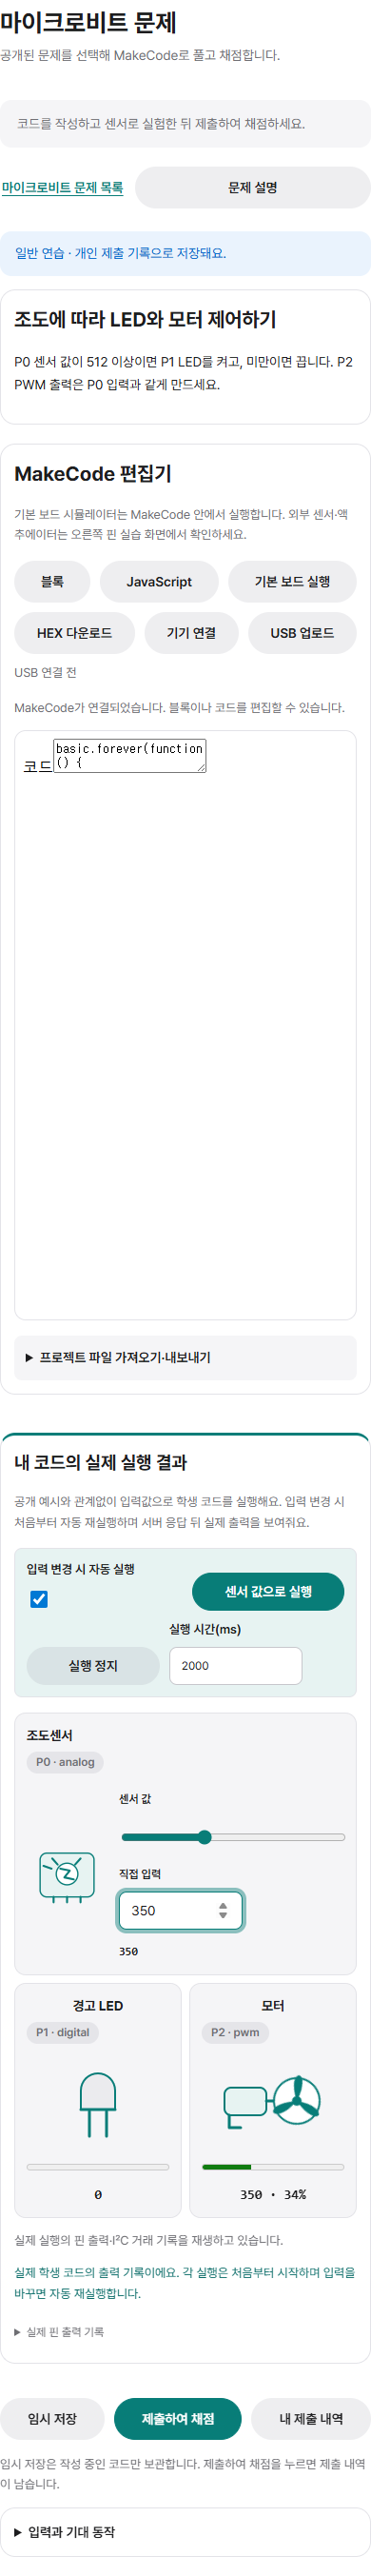 마이크로비트 문제
공개된 문제를 선택해 MakeCode로 풀고 채점합니다.
코드를 작성하고 센서로 실험한 뒤 제출하여 채점하세요.
마이크로비트 문제 목록
문제 설명
일반 연습 · 개인 제출 기록으로 저장돼요.
조도에 따라 LED와 모터 제어하기
P0 센서 값이 512 이상이면 P1 LED를 켜고, 미만이면 끕니다. P2
PWM 출력은 P0 입력과 같게 만드세요.
MakeCode 편집기
기본 보드 시뮬레이터는 MakeCode 안에서 실행합니다. 외부 센서·액
추에이터는 오른쪽 핀 실습 화면에서 확인하세요.
블록
JavaScript
기본 보드 실행
HEX 다운로드
기기 연결
USB 업로드
USB 연결 전
MakeCode가 연결되었습니다. 블록이나 코드를 편집할 수 있습니다.
코드
basic.forever(function
() {
▶ 프로젝트 파일 가져오기·내보내기
내 코드의 실제 실행 결과
공개 예시와 관계없이 입력값으로 학생 코드를 실행해요. 입력 변경 시
처음부터 자동 재실행하며 서버 응답 뒤 실제 출력을 보여줘요.
입력 변경 시 자동 실행
센서 값으로 실행
실행 정지
실행 시간(ms)
2000
조도센서
P0 · analog
센서 값
직접 입력
350
350
경고 LED
P1 · digital
0
모터
P2 · pwm
350 · 34%
실제 실행의 핀 출력·I²C 거래 기록을 재생하고 있습니다.
실제 학생 코드의 출력 기록이에요. 각 실행은 처음부터 시작하며 입력을
바꾸면 자동 재실행합니다.
▶ 실제 핀 출력 기록
임시 저장
제출하여 채점
내 제출 내역
임시 저장은 작성 중인 코드만 보관합니다. 제출하여 채점을 누르면 제출 내역
이 남습니다.
▶ 입력과 기대 동작